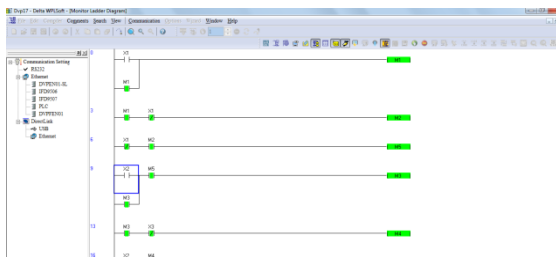 Dvp17 - Delta WPLSoft - [Monitor Ladder Diagram]
File Edit Compiler Comments Search View Communication Options Wizard Window Help
Communication Setting
RS232
Ethernet
DVPEN01-SL
IFD9506
IFD9507
PLC
DVPFEN01
DirectLink
USB
Ethernet
0
X1
M1
M1
3
M1
X1
M2
6
X1
M2
M5
9
X2
M5
M3
M3
13
M3
X2
M4
16
X2
M4